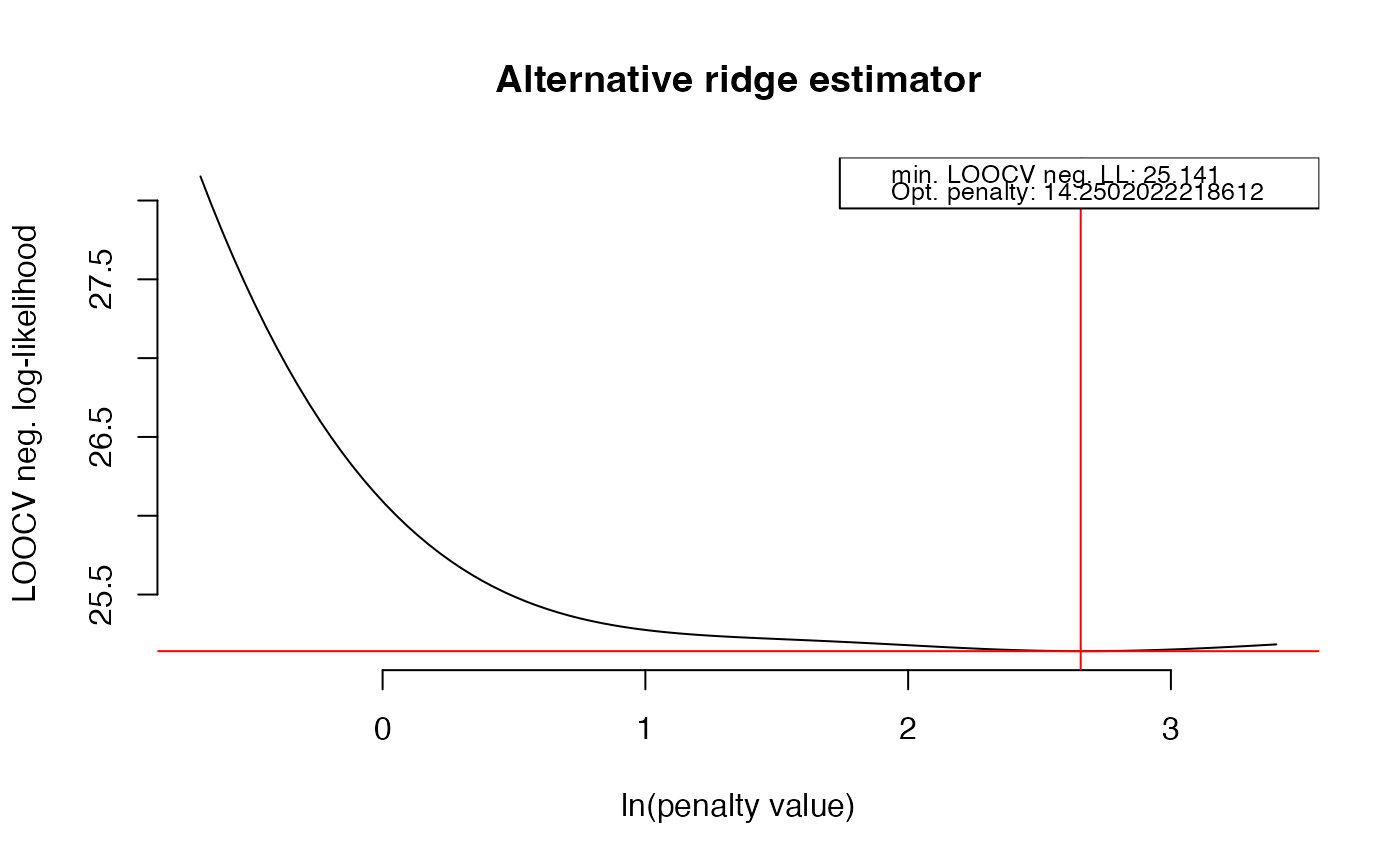 Alternative ridge estimator
min. LOOCV neg. LL: 25.141
Opt. penalty: 14.2502022218612
LOOCV neg. log-likelihood
27.5
26.5
25.5
0 1 2 3
ln(penalty value)